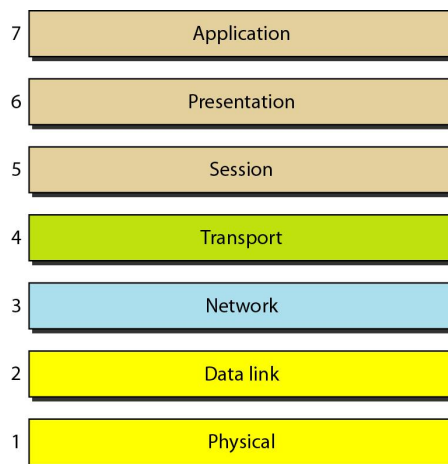 7 Application
6 Presentation
5 Session
4 Transport
3 Network
2 Data link
1 Physical